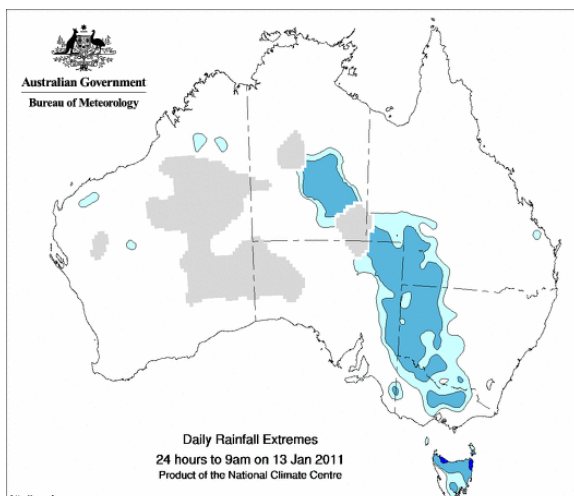 Australian Government
Bureau of Meteorology
Daily Rainfall Extremes
24 hours to 9am on 13 Jan 2011
Product of the National Climate Centre